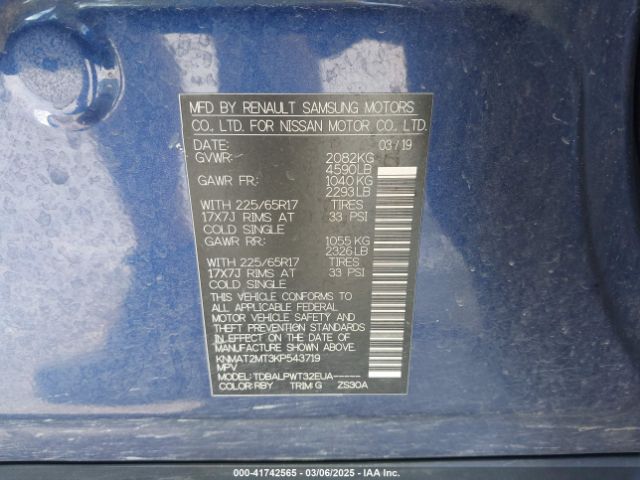 MFD BY RENAULT SAMSUNG MOTORS
CO., LTD. FOR NISSAN MOTOR CO., LTD.
DATE: 03/19
GVWR: 2082KG
4590LB
GAWR FR: 1040 KG
2293LB
WITH 225/65R17 TIRES
17X7J RIMS AT 33 PSI
COLD SINGLE
GAWR RR: 1055 KG
2326LB
WITH 225/65R17 TIRES
17X7J RIMS AT 33 PSI
COLD SINGLE
THIS VEHICLE CONFORMS TO
ALL APPLICABLE FEDERAL
MOTOR VEHICLE SAFETY AND
THEFT PREVENTION STANDARDS
IN EFFECT ON THE DATE OF
MANUFACTURE SHOWN ABOVE.
KNMAT2MT3KP543719
MPV
MODEL: TDBALPWT32EUA-----
COLOR:RBY TRIM:G ZS30A
000-41742565 - 03/06/2025 - IAA Inc.